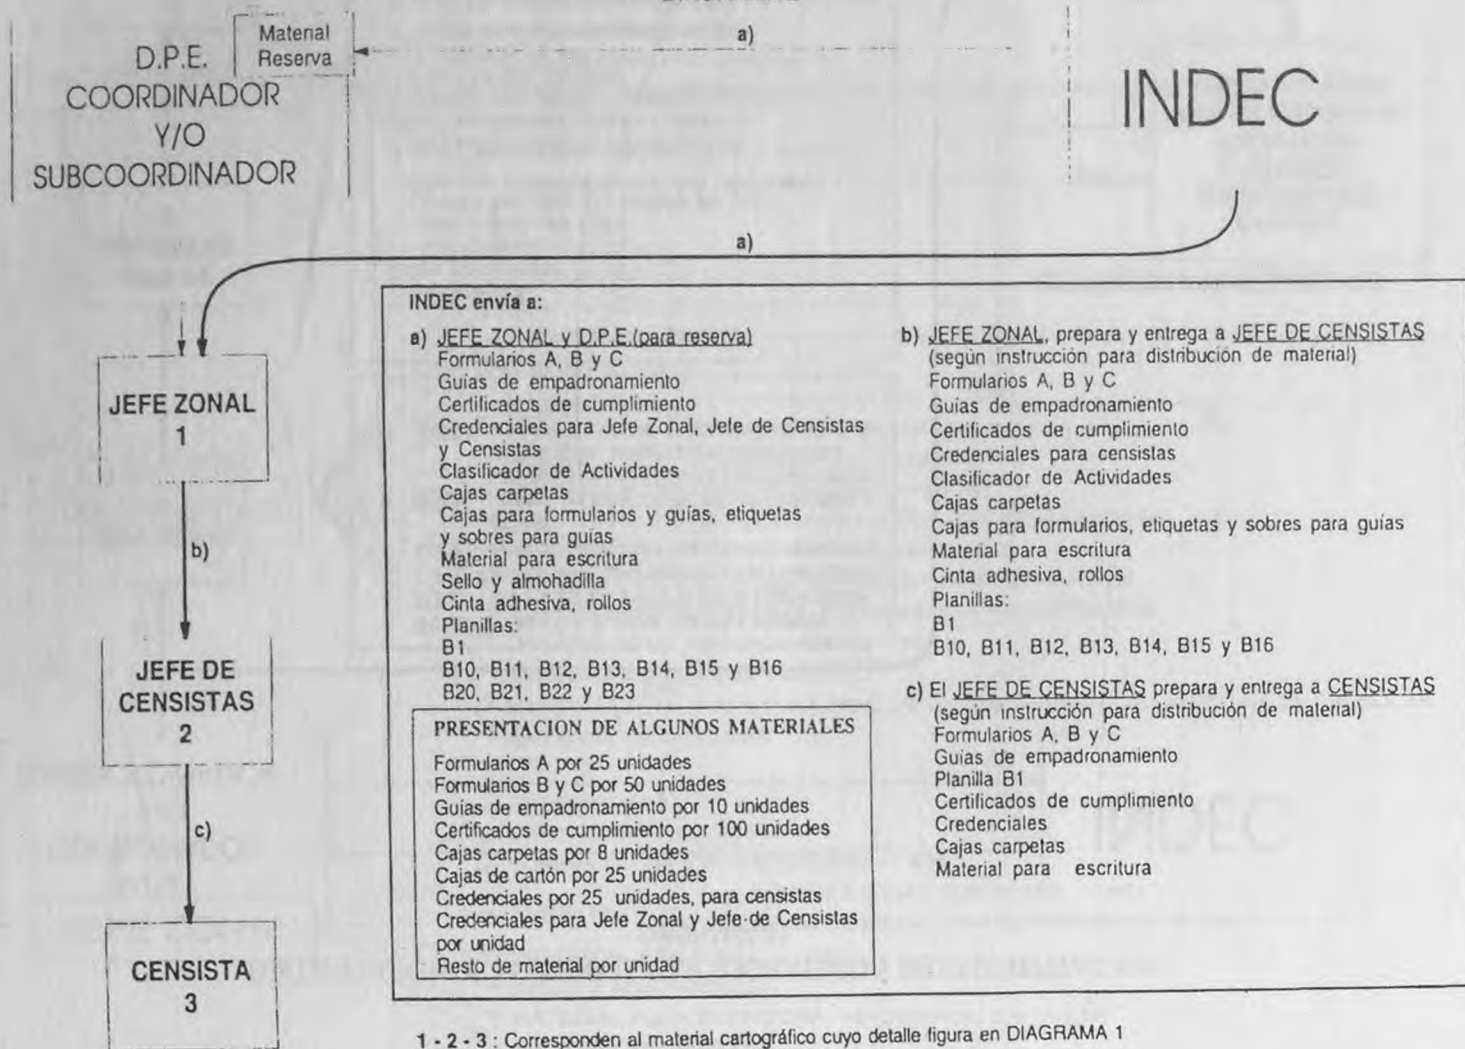 Material
Reserva
D.P.E.
COORDINADOR
Y/O
SUBCOORDINADOR
a)
INDEC
a)
JEFE ZONAL
1
b)
JEFE DE
CENSISTAS
2
c)
CENSISTA
3
INDEC envía a:
a) JEFE ZONAL y D.P.E.(para reserva)
Formularios A, B y C
Guías de empadronamiento
Certificados de cumplimiento
Credenciales para Jefe Zonal, Jefe de Censistas
y Censistas
Clasificador de Actividades
Cajas carpetas
Cajas para formularios y guías, etiquetas
y sobres para guías
Material para escritura
Sello y almohadilla
Cinta adhesiva, rollos
Planillas:
B1
B10, B11, B12, B13, B14, B15 y B16
B20, B21, B22 y B23
PRESENTACION DE ALGUNOS MATERIALES
Formularios A por 25 unidades
Formularios B y C por 50 unidades
Guías de empadronamiento por 10 unidades
Certificados de cumplimiento por 100 unidades
Cajas carpetas por 8 unidades
Cajas de cartón por 25 unidades
Credenciales por 25 unidades, para censistas
Credenciales para Jefe Zonal y Jefe de Censistas
por unidad
Resto de material por unidad
b) JEFE ZONAL, prepara y entrega a JEFE DE CENSISTAS
(según instrucción para distribución de material)
Formularios A, B y C
Guías de empadronamiento
Certificados de cumplimiento
Credenciales para censistas
Clasificador de Actividades
Cajas carpetas
Cajas para formularios, etiquetas y sobres para guías
Material para escritura
Cinta adhesiva, rollos
Planillas:
B1
B10, B11, B12, B13, B14, B15 y B16
c) El JEFE DE CENSISTAS prepara y entrega a CENSISTAS
(según instrucción para distribución de material)
Formularios A, B y C
Guías de empadronamiento
Planilla B1
Certificados de cumplimiento
Credenciales
Cajas carpetas
Material para escritura
1 - 2 - 3 : Corresponden al material cartográfico cuyo detalle figura en DIAGRAMA 1